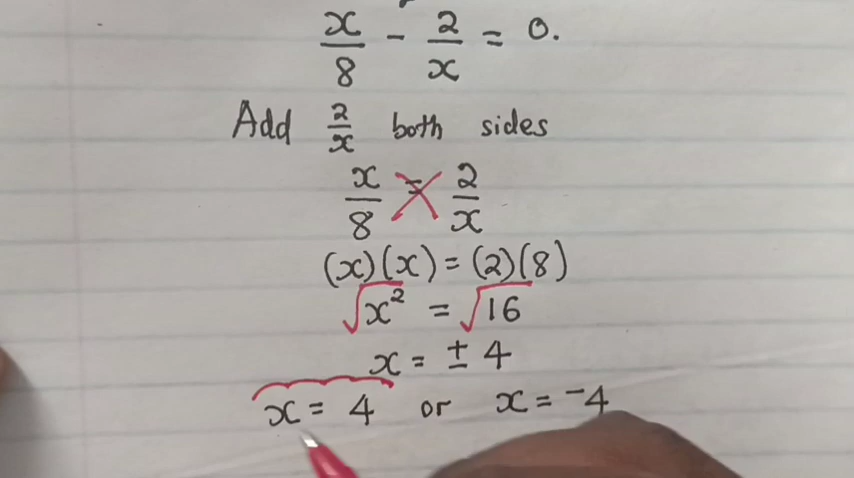 x/8 - 2/x = 0.
Add 2/x both sides
x/8 = 2/x
(x)(x) = (2)(8)
√x² = √16
x = ± 4
x = 4 or x = ⁻4